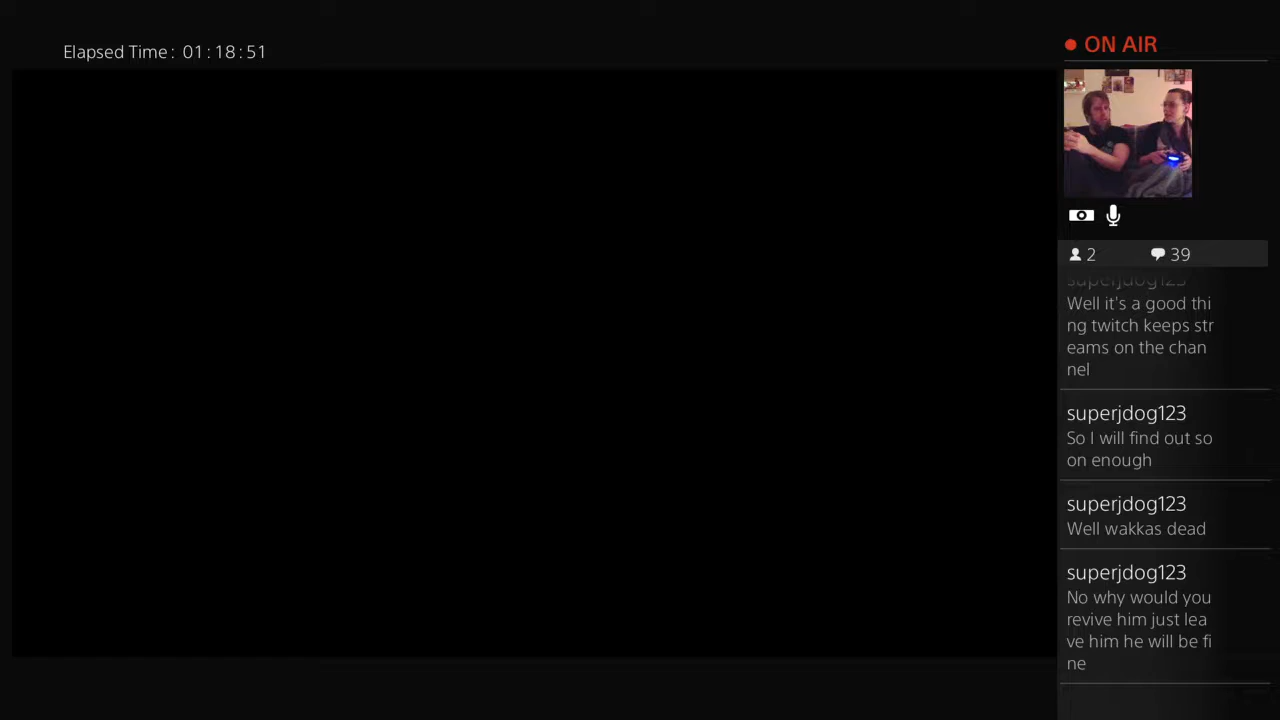 Elapsed Time: 01:18:51
ON AIR
2 39
superjdog123
Well it's a good thi
ng twitch keeps str
eams on the chan
nel
superjdog123
So I will find out so
on enough
superjdog123
Well wakkas dead
superjdog123
No why would you
revive him just lea
ve him he will be fi
ne